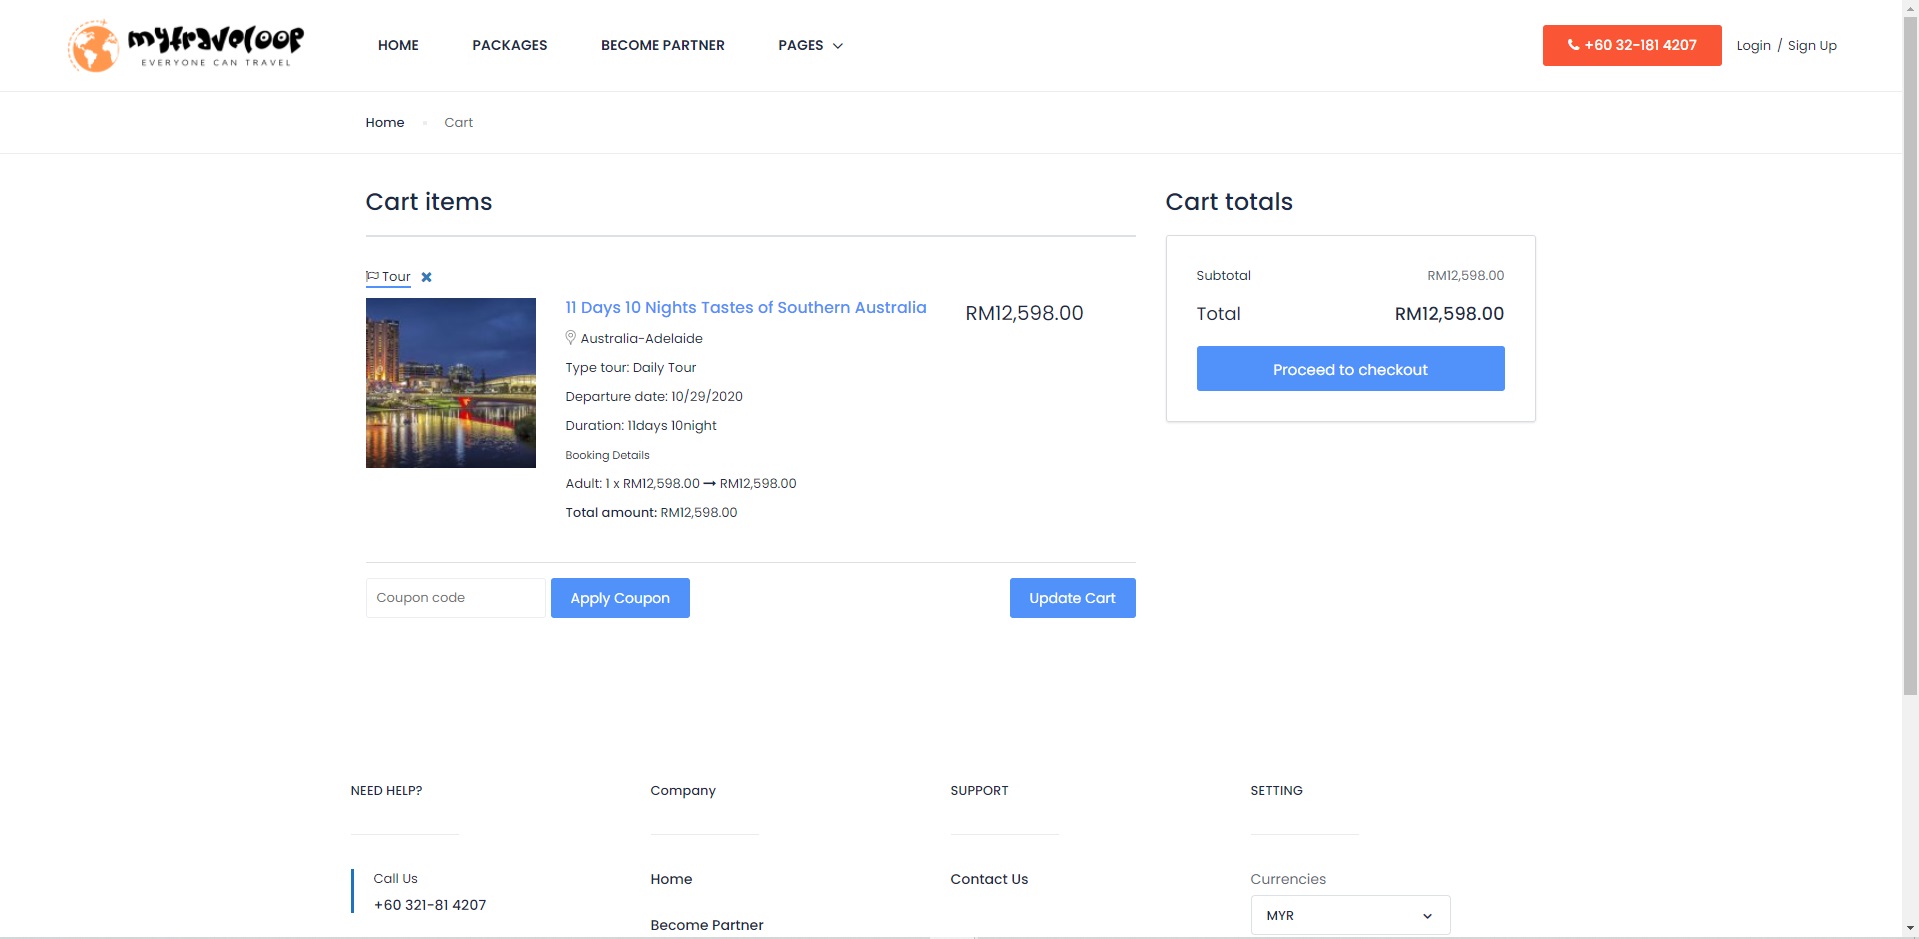 mytraveloop
EVERYONE CAN TRAVEL
HOME
PACKAGES
BECOME PARTNER
PAGES
+60 32-181 4207
Login / Sign Up
Home
Cart
Cart items
Tour
11 Days 10 Nights Tastes of Southern Australia
RM12,598.00
Australia-Adelaide
Type tour: Daily Tour
Departure date: 10/29/2020
Duration: 11days 10night
Booking Details
Adult: 1 x RM12,598.00 → RM12,598.00
Total amount: RM12,598.00
Coupon code
Apply Coupon
Update Cart
Cart totals
Subtotal RM12,598.00
Total RM12,598.00
Proceed to checkout
NEED HELP?
Call Us
+60 321-81 4207
Company
Home
Become Partner
SUPPORT
Contact Us
SETTING
Currencies
MYR